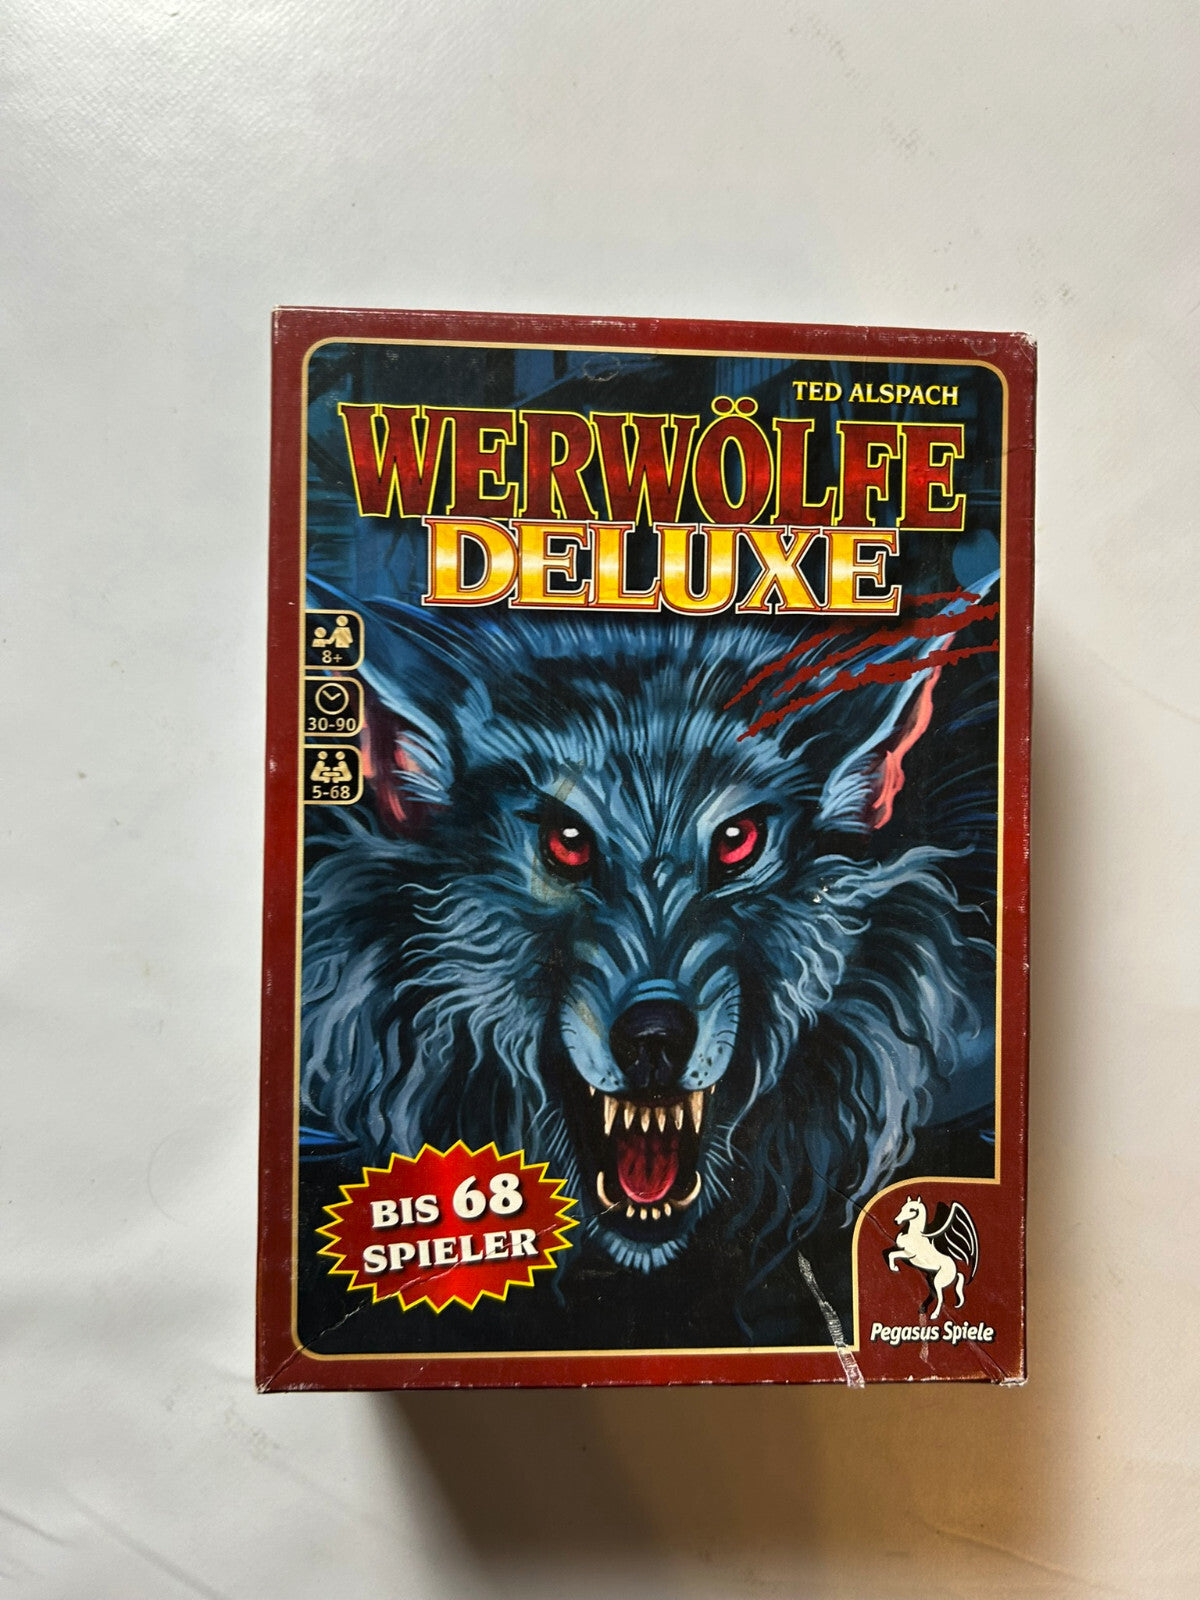 TED ALSPACH
WERWÖLFE
DELUXE
8+
30-90
5-68
BIS 68
SPIELER
Pegasus Spiele